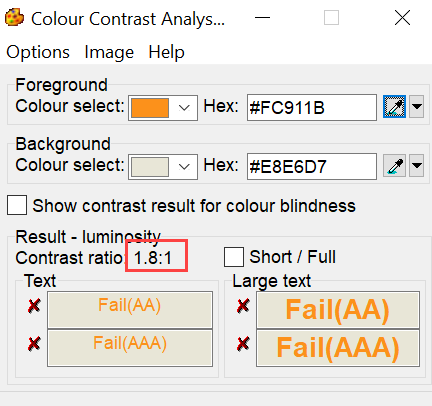 Colour Contrast Analys...
Options Image Help
Foreground
Colour select: Hex: #FC911B
Background
Colour select: Hex: #E8E6D7
Show contrast result for colour blindness
Result - luminosity
Contrast ratio: 1.8:1 Short / Full
Text Large text
Fail(AA) Fail(AA)
Fail(AAA) Fail(AAA)